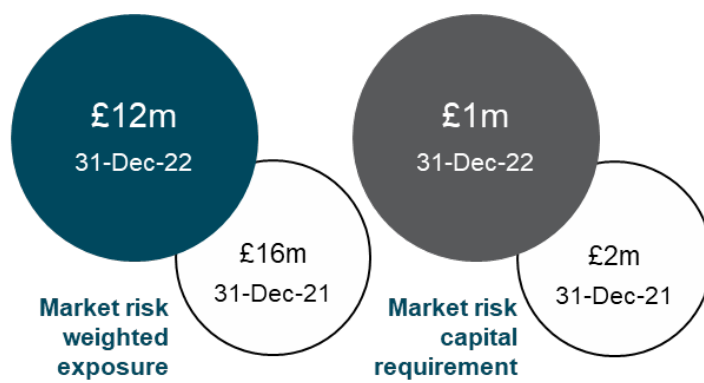 £12m
31-Dec-22
£16m
31-Dec-21
Market risk
weighted
exposure
£1m
31-Dec-22
£2m
31-Dec-21
Market risk
capital
requirement